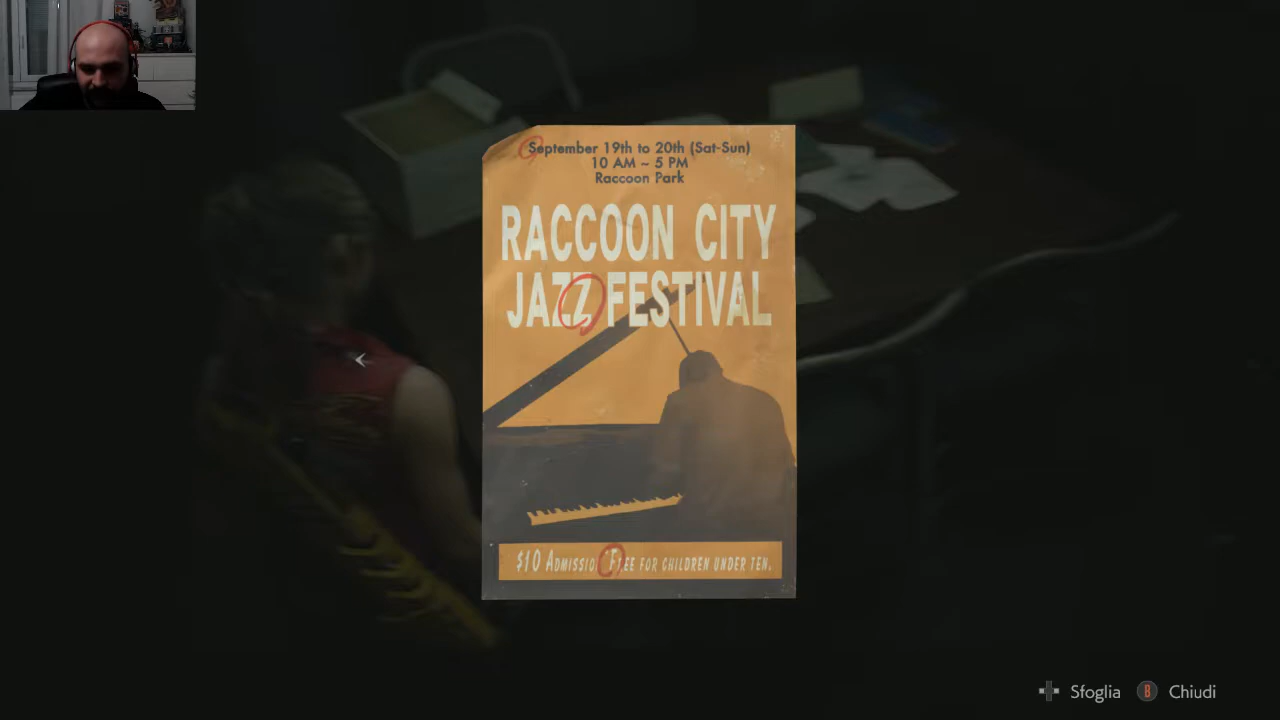 September 19th to 20th (Sat-Sun)
10 AM ~ 5 PM
Raccoon Park
RACCOON CITY
JAZZ FESTIVAL
$10 ADMISSION FREE FOR CHILDREN UNDER TEN.
Sfoglia B Chiudi